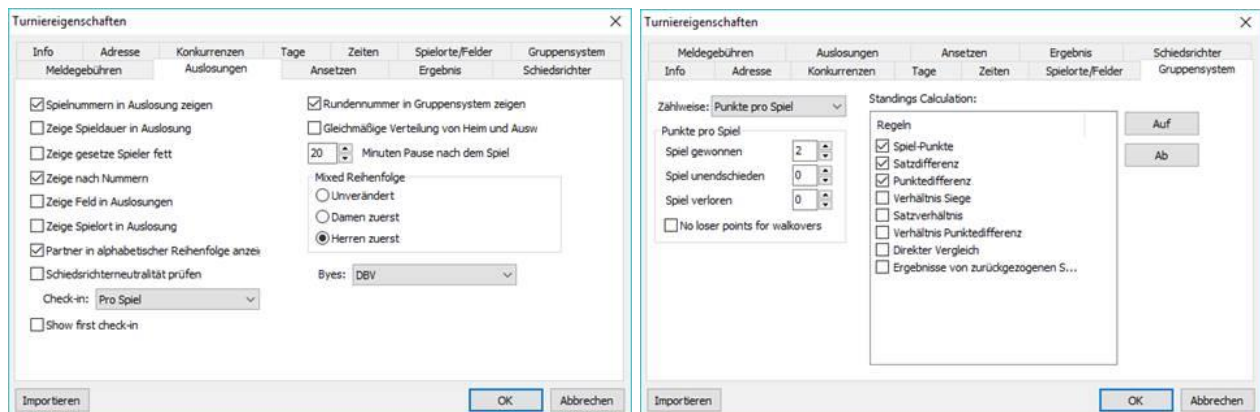 Turniereigenschaften
Info Adresse Konkurrenzen Tage Zeiten Spielorte/Felder Gruppensystem
Meldegebühren Auslosungen Ansetzen Ergebnis Schiedsrichter
Spielnummern in Auslosung zeigen
Zeige Spieldauer in Auslosung
Zeige gesetze Spieler fett
Zeige nach Nummern
Zeige Feld in Auslosungen
Zeige Spielort in Auslosung
Partner in alphabetischer Reihenfolge anzei
Schiedsrichterneutralität prüfen
Check-in: Pro Spiel
Show first check-in
Rundennummer in Gruppensystem zeigen
Gleichmäßige Verteilung von Heim und Ausw
20 Minuten Pause nach dem Spiel
Mixed Reihenfolge
Unverändert
Damen zuerst
Herren zuerst
Byes: DBV
Importieren OK Abbrechen
Turniereigenschaften
Meldegebühren Auslosungen Ansetzen Ergebnis Schiedsrichter
Info Adresse Konkurrenzen Tage Zeiten Spielorte/Felder Gruppensystem
Zählweise: Punkte pro Spiel
Punkte pro Spiel
Spiel gewonnen 2
Spiel unendschieden 0
Spiel verloren 0
No loser points for walkovers
Standings Calculation:
Regeln
Spiel-Punkte
Satzdifferenz
Punktedifferenz
Verhältnis Siege
Satzverhältnis
Verhältnis Punktedifferenz
Direkter Vergleich
Ergebnisse von zurückgezogenen S...
Auf
Ab
Importieren OK Abbrechen